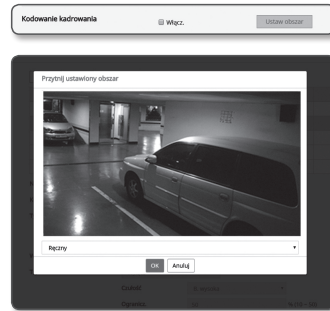 Kodowanie kadrowania
Włącz.
Ustaw obszar
Przytnij ustawiony obszar
Ręczny
OK
Anuluj